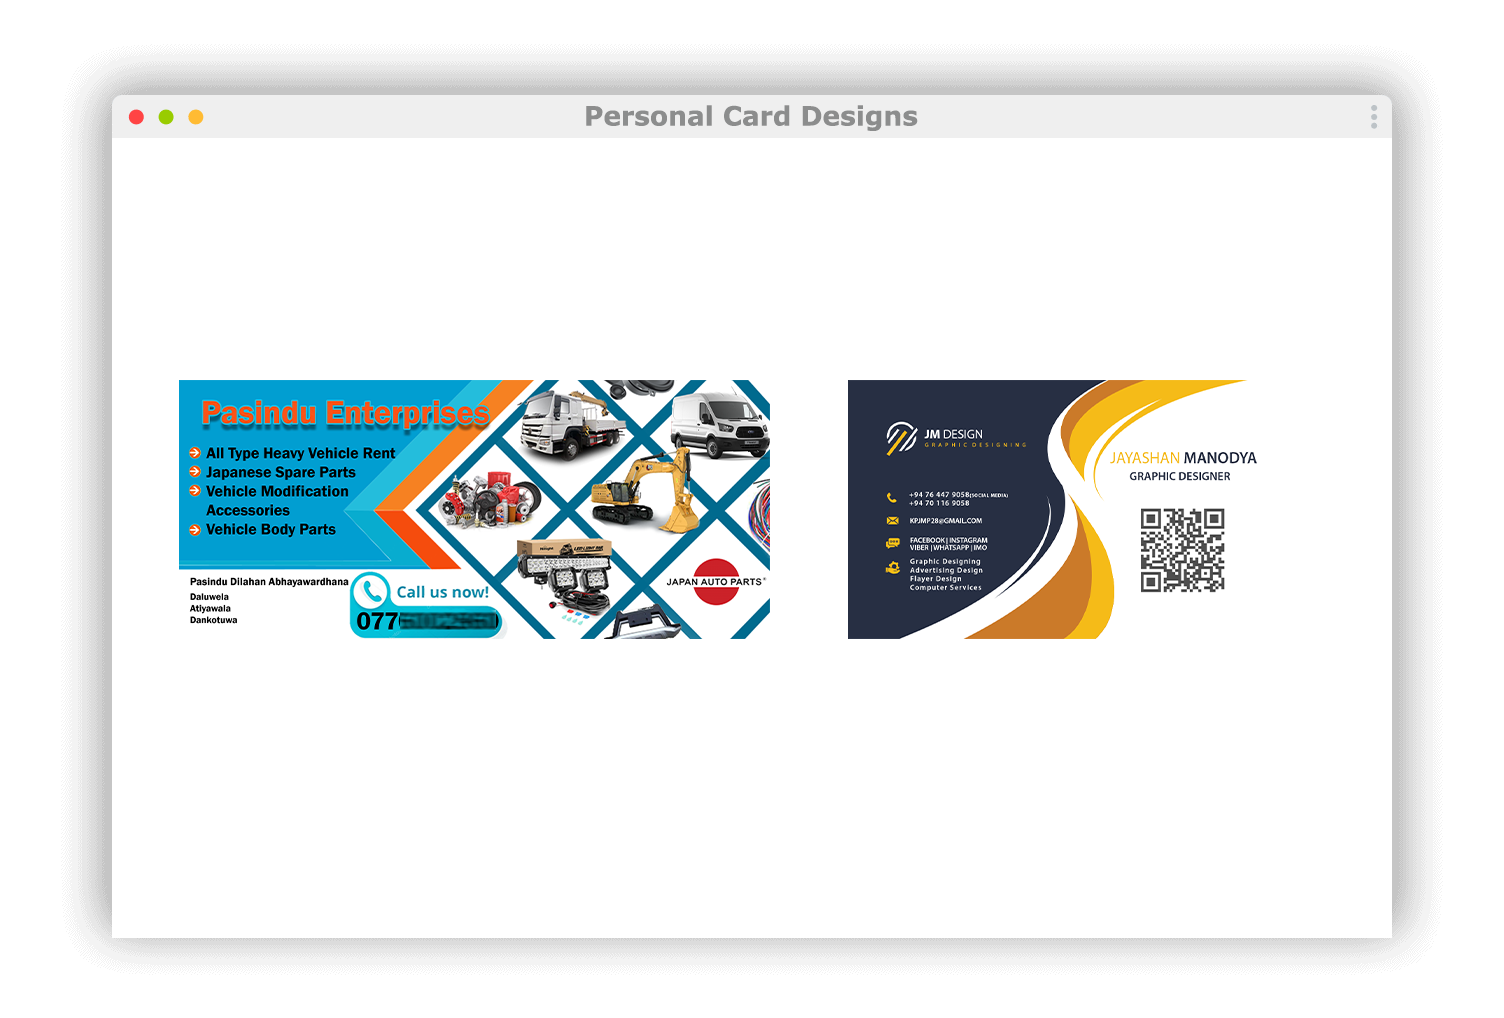 Personal Card Designs
Pasindu Enterprises
All Type Heavy Vehicle Rent
Japanese Spare Parts
Vehicle Modification
Accessories
Vehicle Body Parts
Pasindu Dilahan Abhayawardhana
Daluwela
Atiyawala
Dankotuwa
Call us now!
077
JAPAN AUTO PARTS
JM DESIGN
GRAPHIC DESIGNING
+94 76 447 9058(SOCIAL MEDIA)
+94 70 116 9058
KPJMP28@GMAIL.COM
FACEBOOK | INSTAGRAM
VIBER | WHATSAPP | IMO
Graphic Designing
Advertising Design
Flayer Design
Computer Services
JAYASHAN MANODYA
GRAPHIC DESIGNER